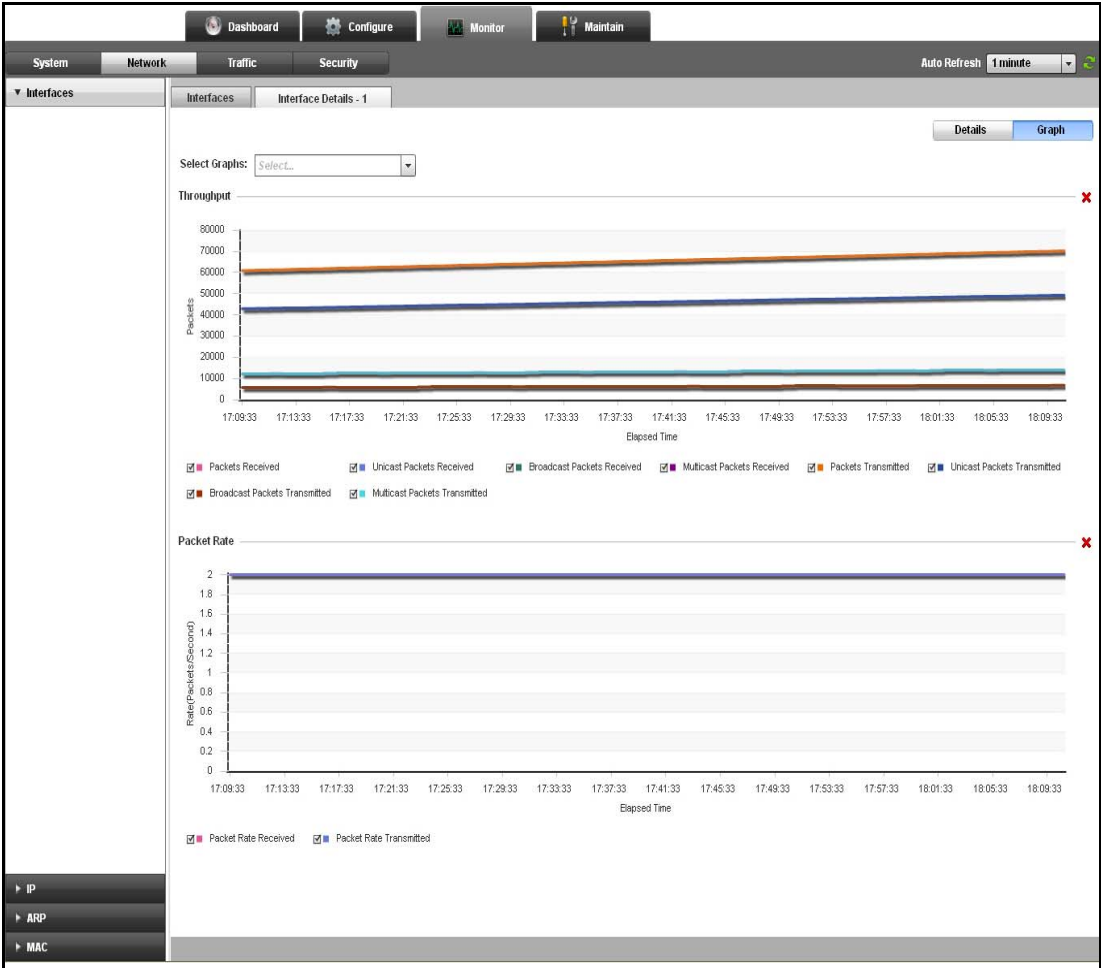 Dashboard Configure Monitor Maintain
System Network Traffic Security Auto Refresh 1 minute
Interfaces
Interfaces Interface Details - 1
Details Graph
Select Graphs: Select...
Throughput
80000
70000
60000
50000
40000
30000
20000
10000
0
Packets
17:09:33 17:13:33 17:17:33 17:21:33 17:25:33 17:29:33 17:33:33 17:37:33 17:41:33 17:45:33 17:49:33 17:53:33 17:57:33 18:01:33 18:05:33 18:09:33
Elapsed Time
Packets Received Unicast Packets Received Broadcast Packets Received Multicast Packets Received Packets Transmitted Unicast Packets Transmitted
Broadcast Packets Transmitted Multicast Packets Transmitted
Packet Rate
2
1.8
1.6
1.4
1.2
1
0.8
0.6
0.4
0.2
0
Rate(Packets/Second)
17:09:33 17:13:33 17:17:33 17:21:33 17:25:33 17:29:33 17:33:33 17:37:33 17:41:33 17:45:33 17:49:33 17:53:33 17:57:33 18:01:33 18:05:33 18:09:33
Elapsed Time
Packet Rate Received Packet Rate Transmitted
IP
ARP
MAC